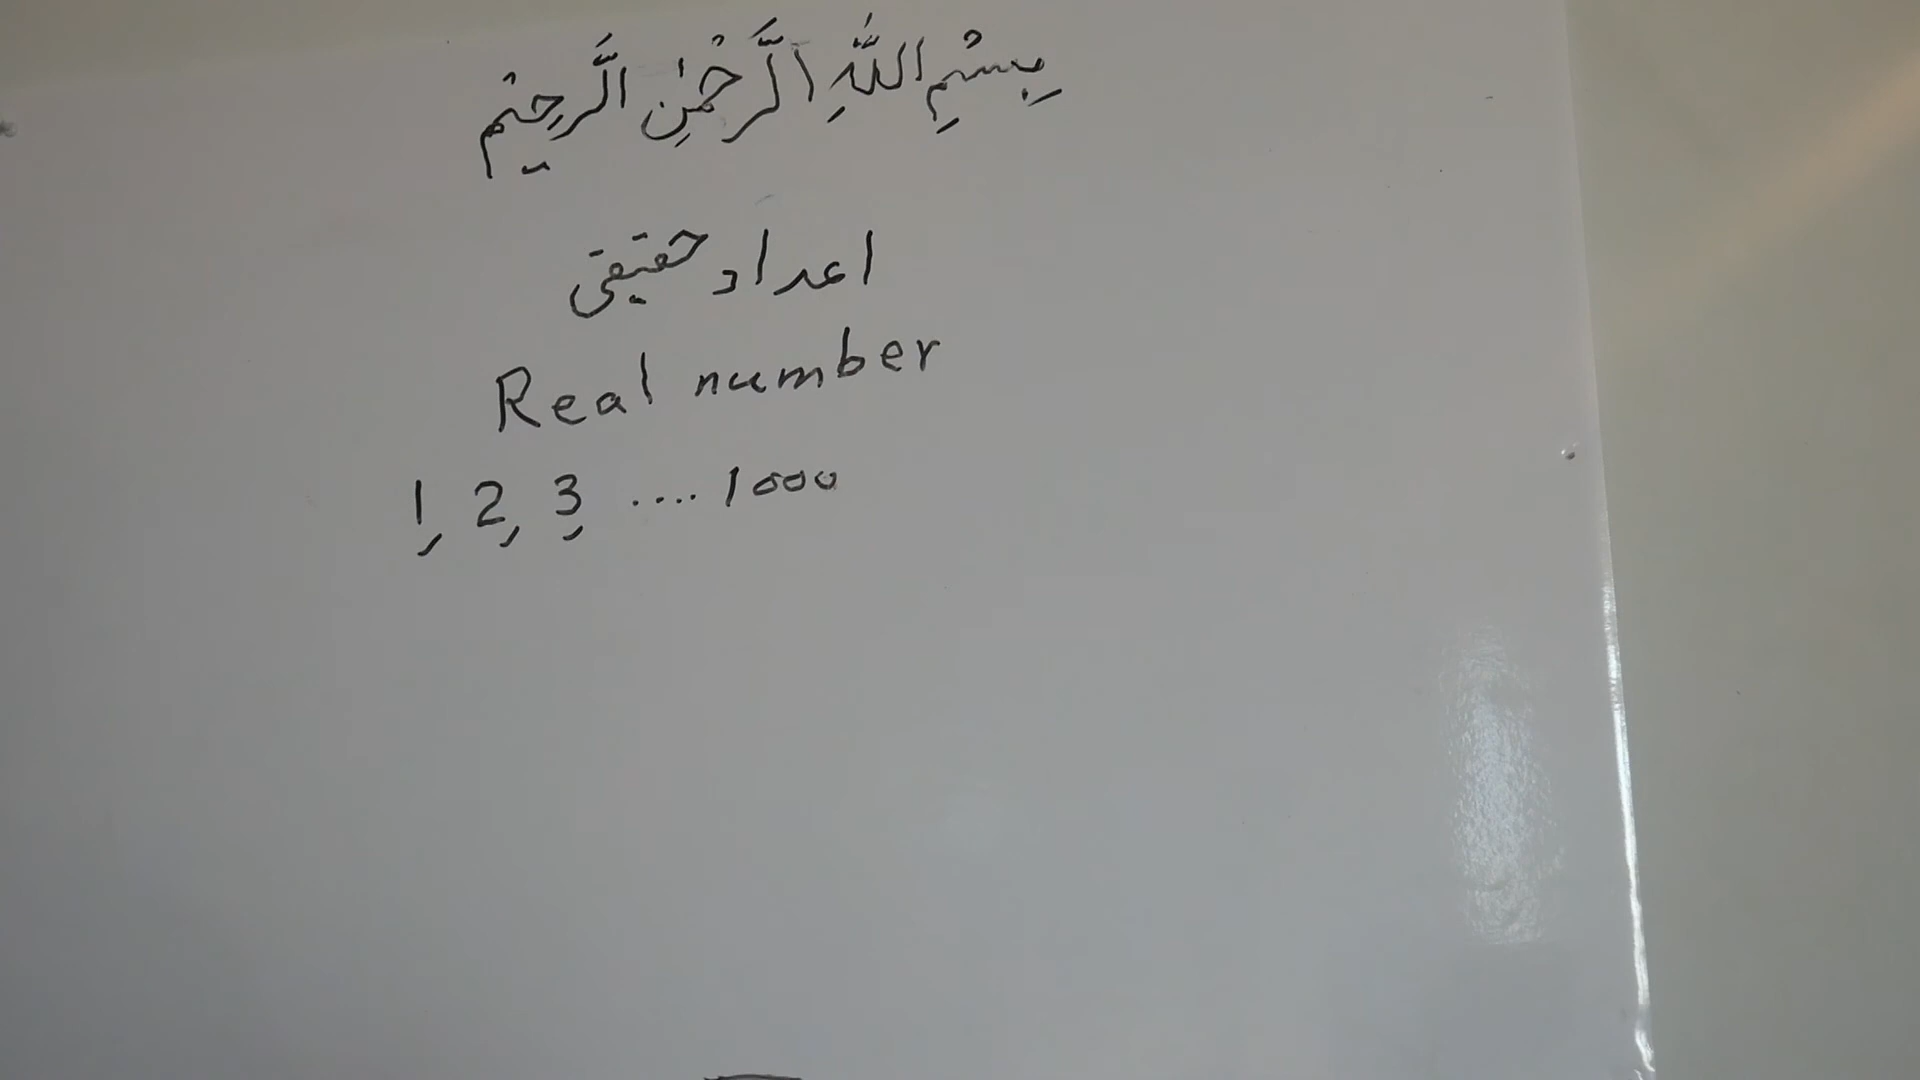 بِسْمِ اللّٰهِ الرَّحْمٰنِ الرَّحِيْم
اعداد حقیقی
Real number
1, 2, 3, .... 1000